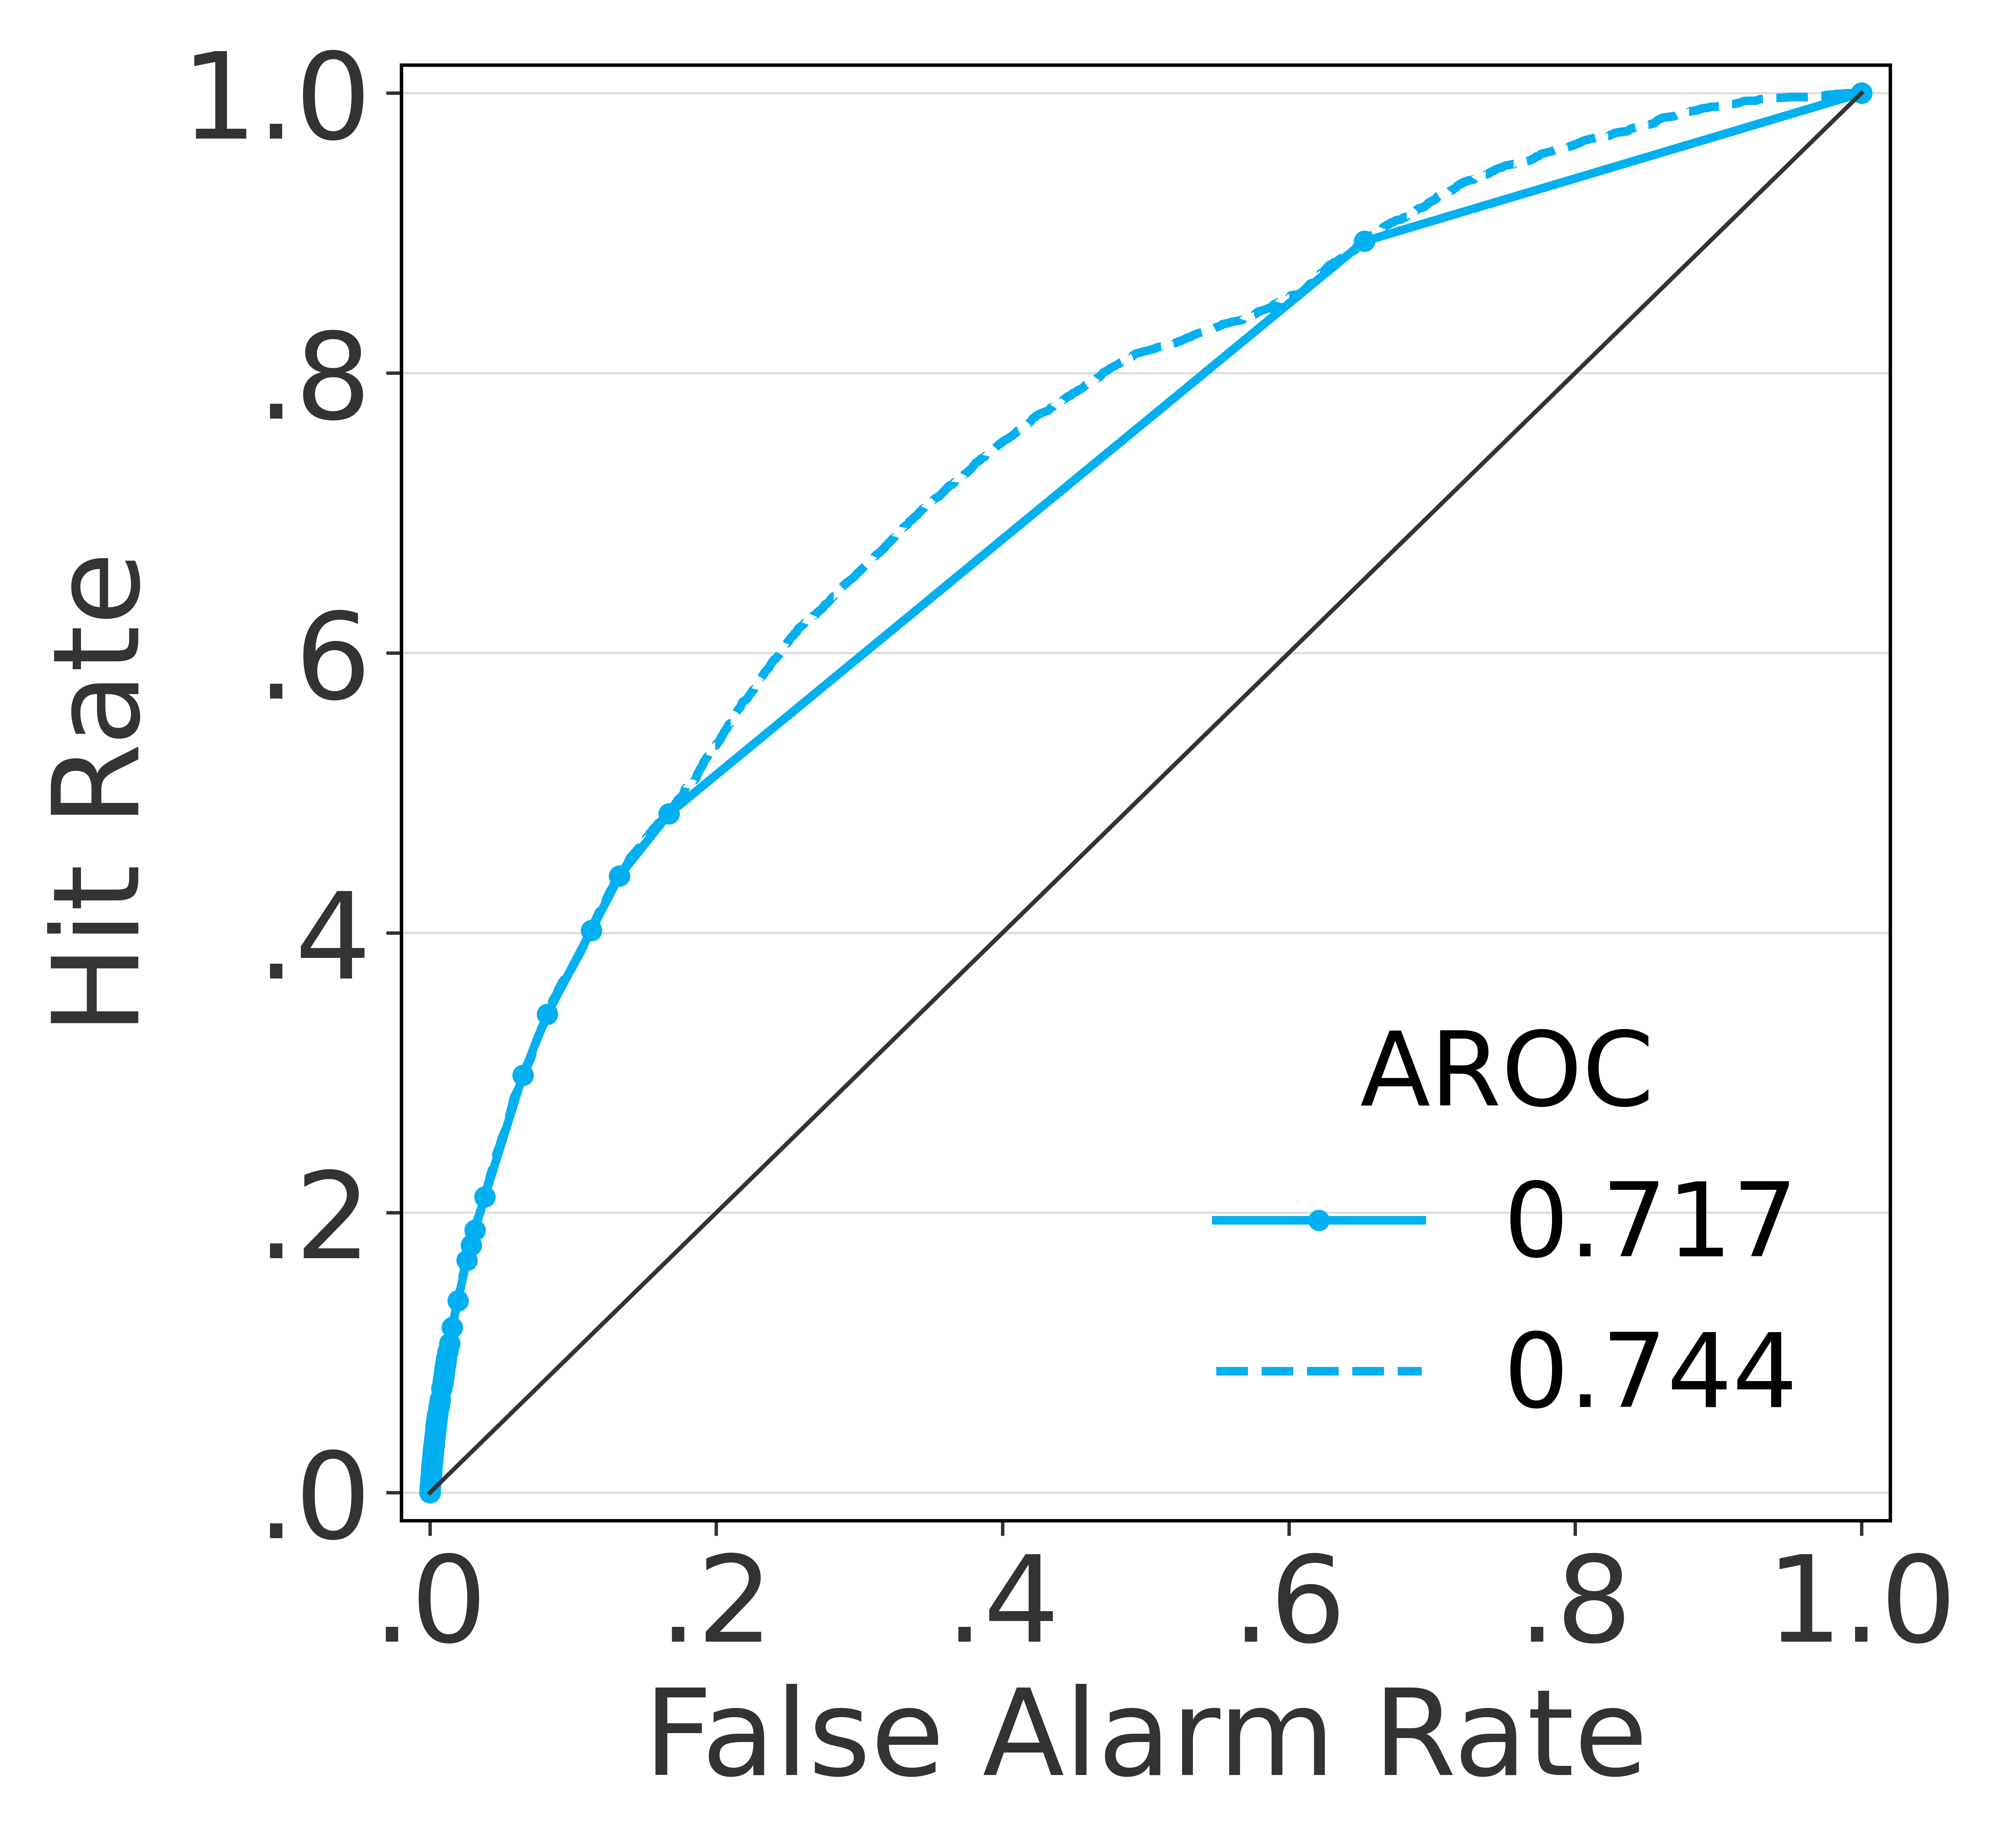 1.0
.8
.6
.4
.2
.0
Hit Rate
AROC
0.717
0.744
.0 .2 .4 .6 .8 1.0
False Alarm Rate